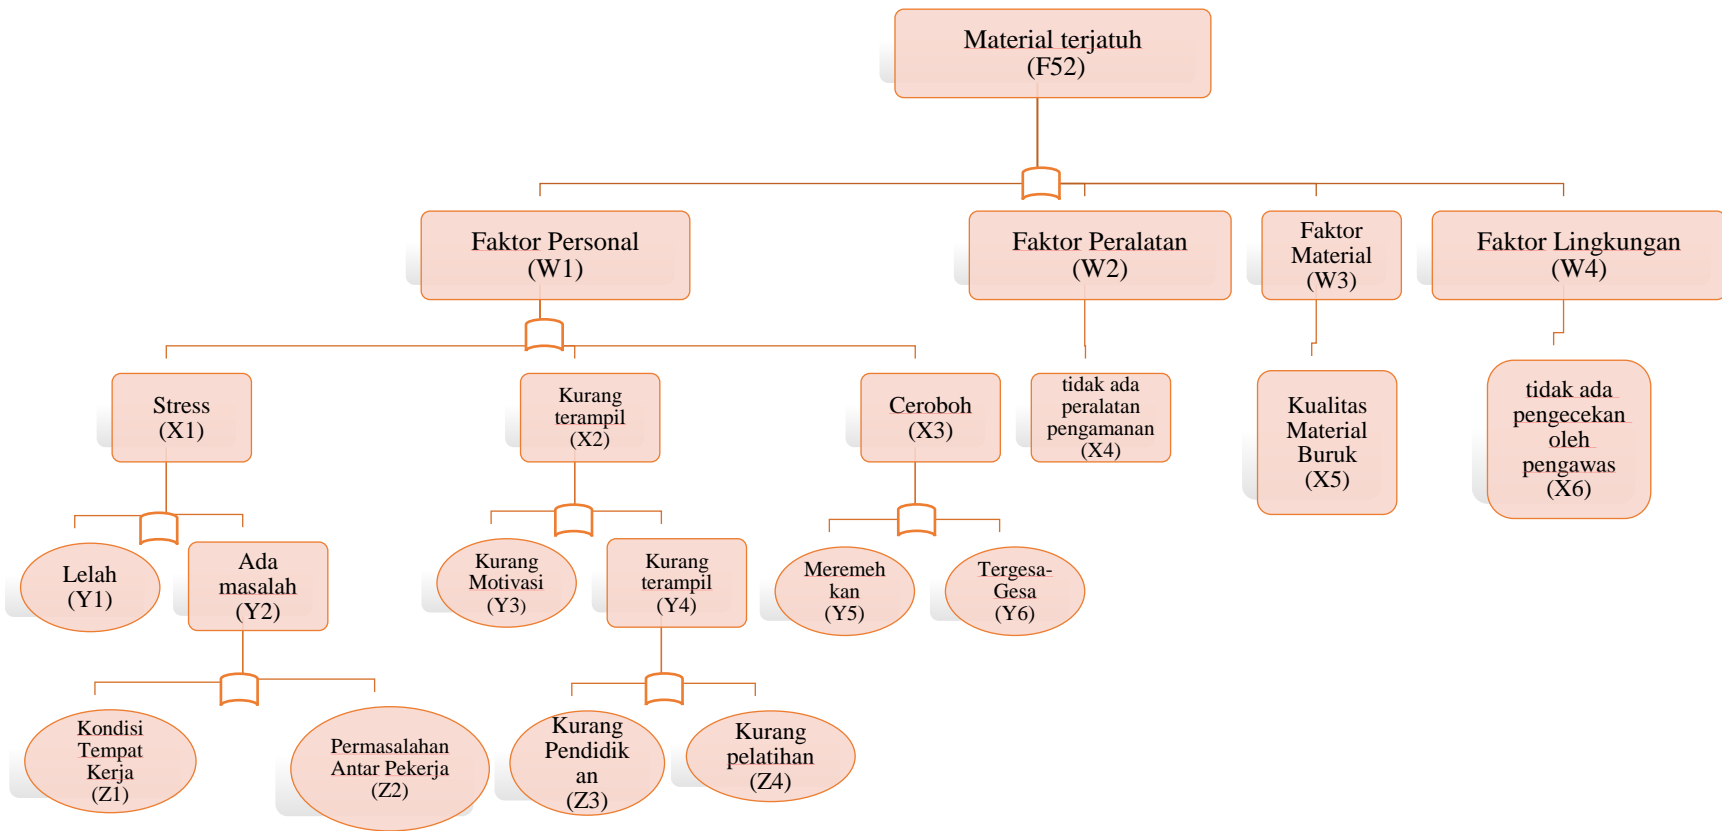 Material terjatuh
(F52)
Faktor Personal
(W1)
Faktor Peralatan
(W2)
Faktor
Material
(W3)
Faktor Lingkungan
(W4)
Stress
(X1)
Kurang
terampil
(X2)
Ceroboh
(X3)
tidak ada
peralatan
pengamanan
(X4)
Kualitas
Material
Buruk
(X5)
tidak ada
pengecekan
oleh
pengawas
(X6)
Lelah
(Y1)
Ada
masalah
(Y2)
Kurang
Motivasi
(Y3)
Kurang
terampil
(Y4)
Meremeh
kan
(Y5)
Tergesa-
Gesa
(Y6)
Kondisi
Tempat
Kerja
(Z1)
Permasalahan
Antar Pekerja
(Z2)
Kurang
Pendidik
an
(Z3)
Kurang
pelatihan
(Z4)